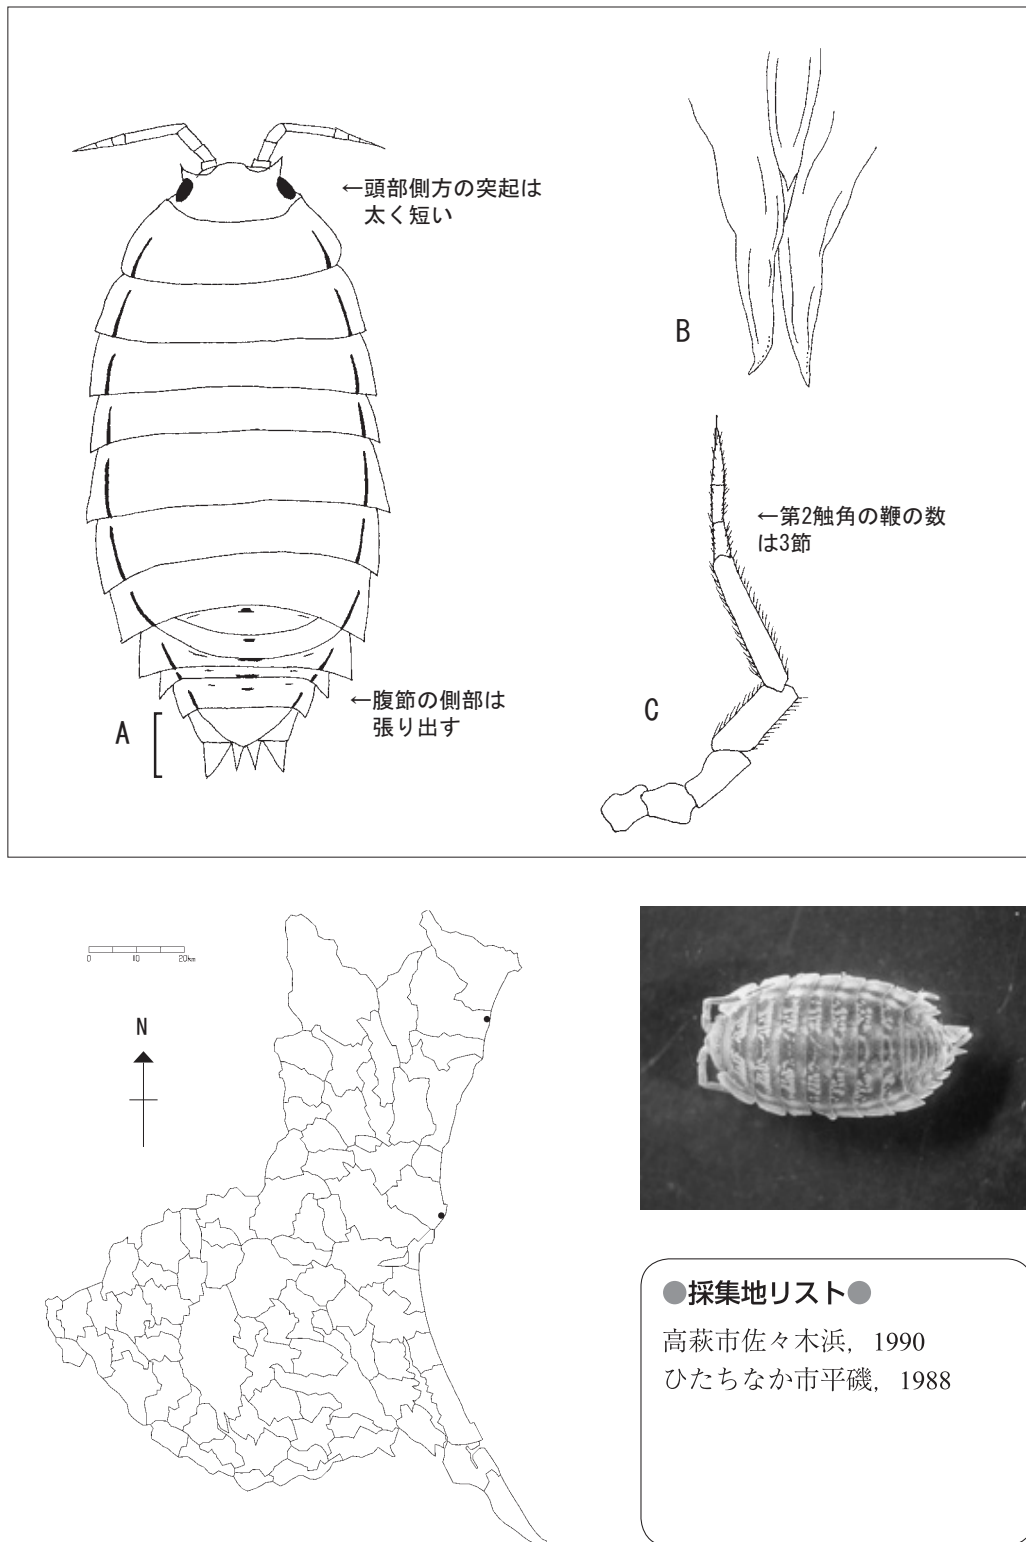 ←頭部側方の突起は
太く短い
B
←第2触角の鞭の数
は3節
C
←腹節の側部は
張り出す
A
0 10 20km
N
●採集地リスト●
高萩市佐々木浜, 1990
ひたちなか市平磯, 1988